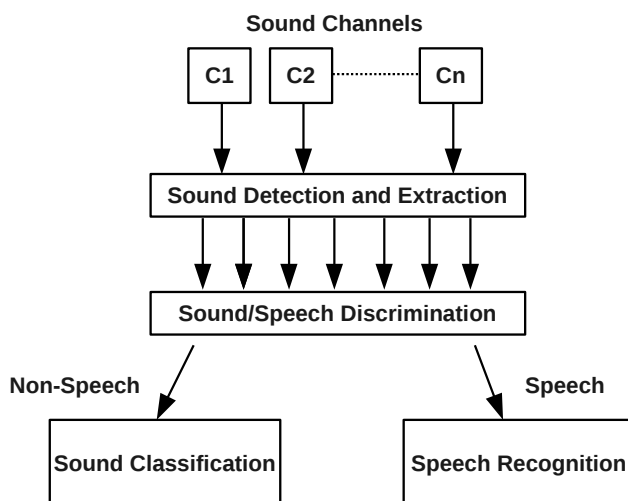 Sound Channels
C1 C2 Cn
Sound Detection and Extraction
Sound/Speech Discrimination
Non-Speech Speech
Sound Classification Speech Recognition